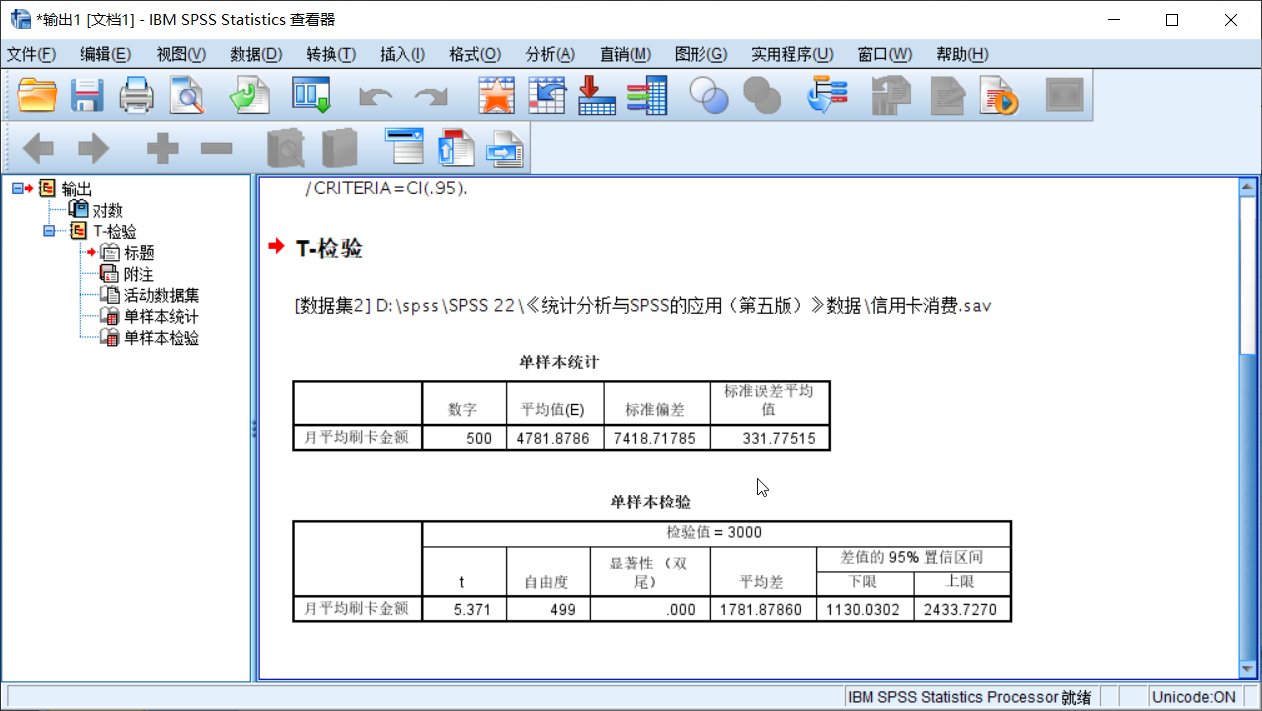 *输出1 [文档1] - IBM SPSS Statistics 查看器
文件(F) 编辑(E) 视图(V) 数据(D) 转换(T) 插入(I) 格式(O) 分析(A) 直销(M) 图形(G) 实用程序(U) 窗口(W) 帮助(H)
输出
对数
T-检验
标题
附注
活动数据集
单样本统计
单样本检验
/CRITERIA=CI(.95).
T-检验
[数据集2] D:\spss\SPSS 22\《统计分析与SPSS的应用（第五版）》数据\信用卡消费.sav
单样本统计
数字 平均值(E) 标准偏差 标准误差平均值
月平均刷卡金额 500 4781.8786 7418.71785 331.77515
单样本检验
检验值 = 3000
t 自由度 显著性（双尾） 平均差 差值的 95% 置信区间
下限 上限
月平均刷卡金额 5.371 499 .000 1781.87860 1130.0302 2433.7270
IBM SPSS Statistics Processor 就绪 Unicode:ON